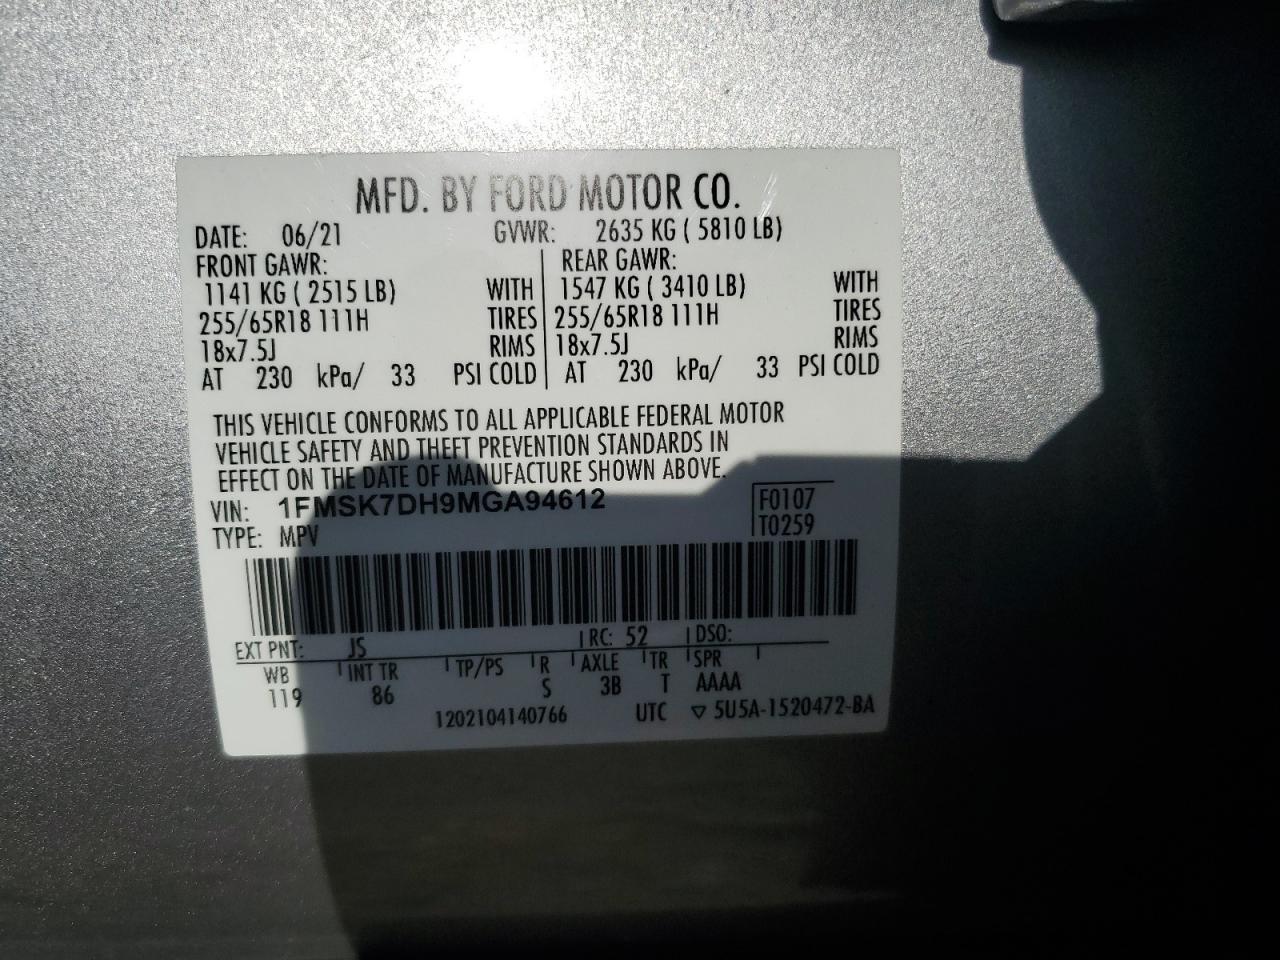 MFD. BY FORD MOTOR CO.
DATE: 06/21 GVWR: 2635 KG ( 5810 LB)
FRONT GAWR: REAR GAWR:
1141 KG ( 2515 LB) WITH 1547 KG ( 3410 LB) WITH
255/65R18 111H TIRES 255/65R18 111H TIRES
18x7.5J RIMS 18x7.5J RIMS
AT 230 kPa/ 33 PSI COLD AT 230 kPa/ 33 PSI COLD
THIS VEHICLE CONFORMS TO ALL APPLICABLE FEDERAL MOTOR
VEHICLE SAFETY AND THEFT PREVENTION STANDARDS IN
EFFECT ON THE DATE OF MANUFACTURE SHOWN ABOVE.
VIN: 1FMSK7DH9MGA94612 F0107
TYPE: MPV T0259
EXT PNT: JS RC: 52 DSO:
WB INT TR TP/PS R AXLE TR SPR
119 86 S 3B T AAAA
1202104140766 UTC ▽ 5U5A-1520472-BA